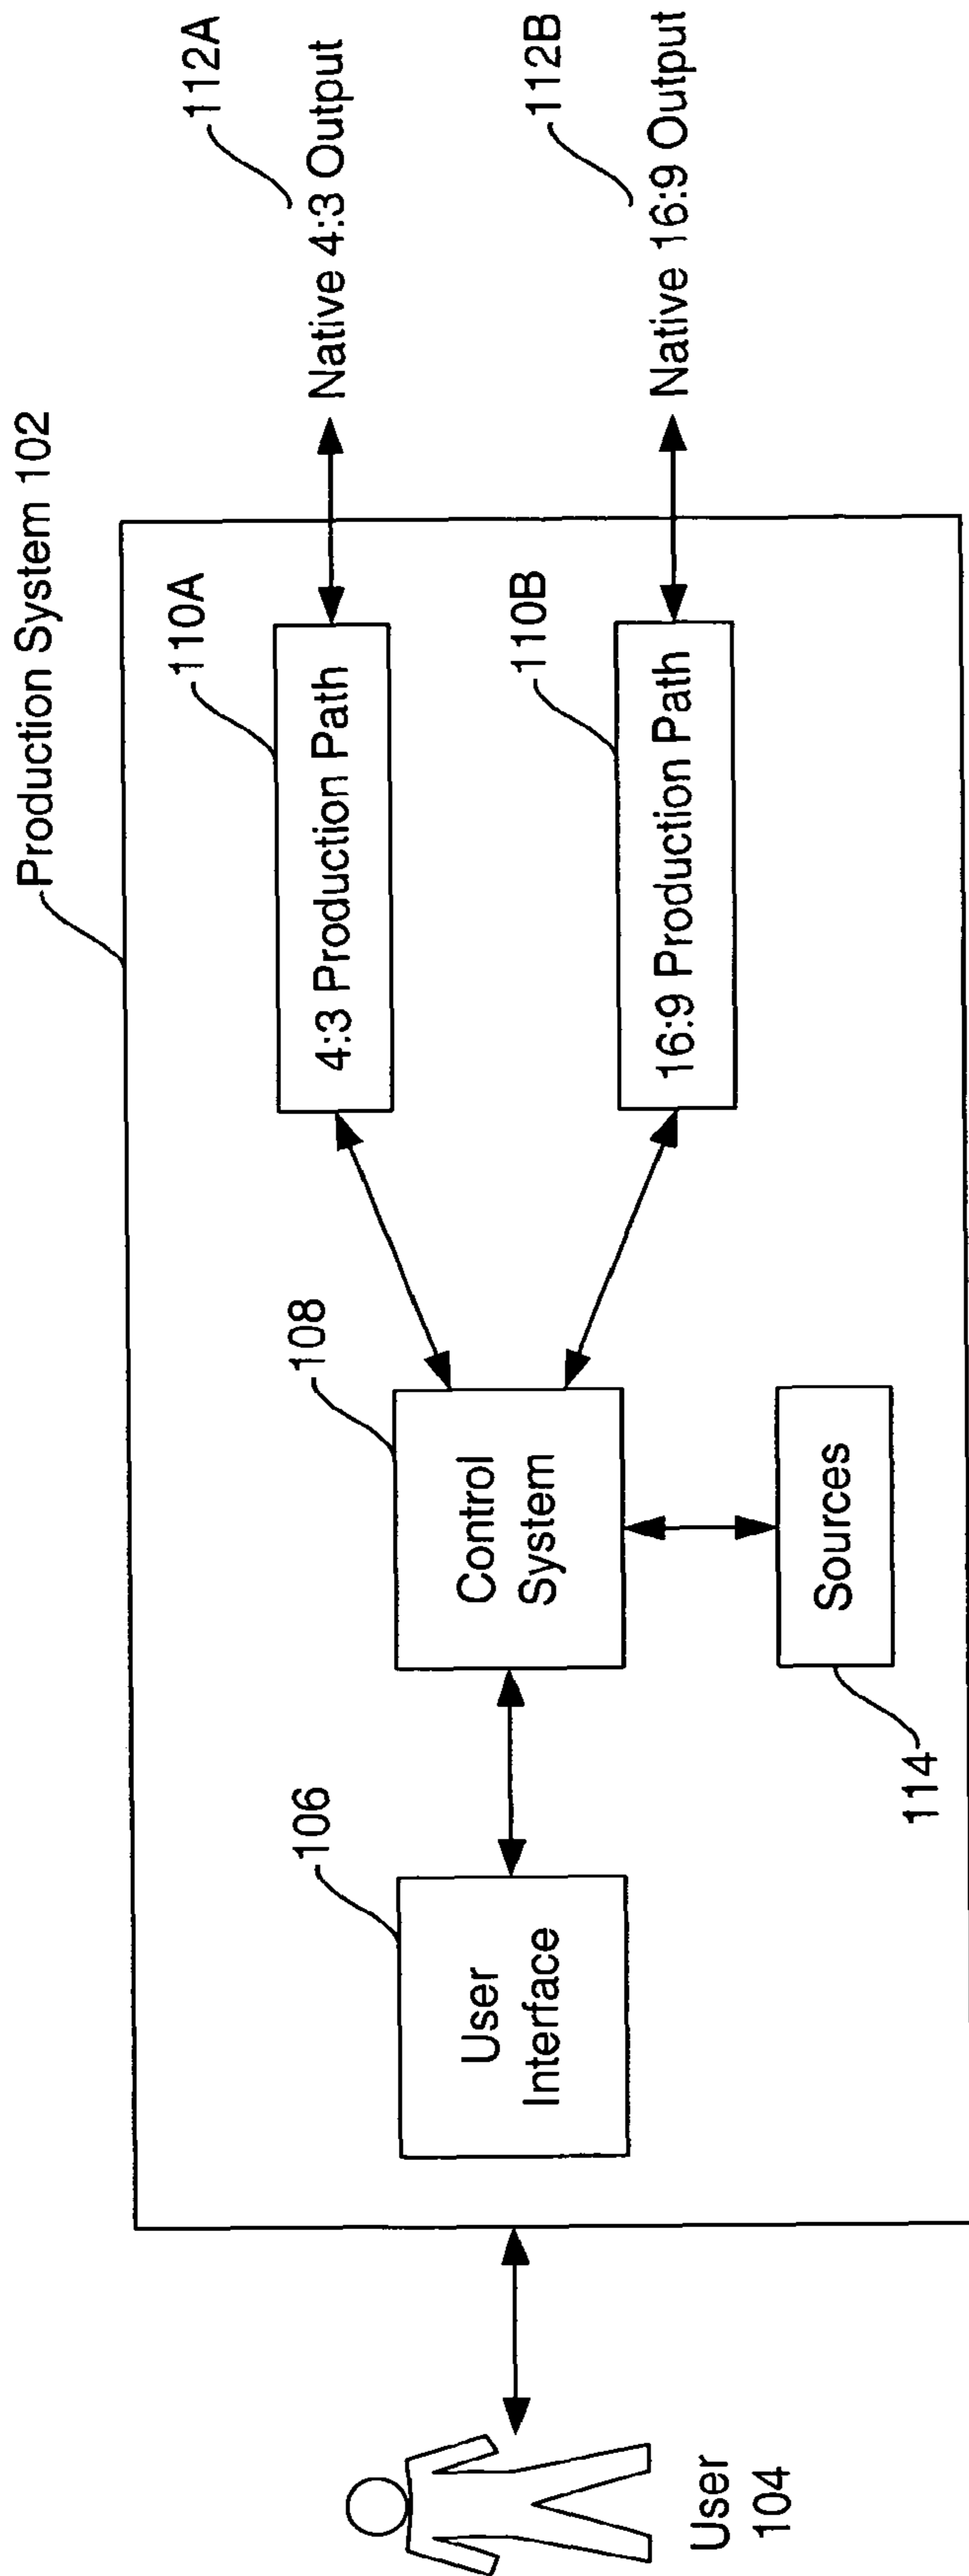 Production System 102
112A
110A
Native 4:3 Output
4:3 Production Path
108
106
112B
110B
Control
System
User
Interface
Native 16:9 Output
16:9 Production Path
Sources
114
User
104